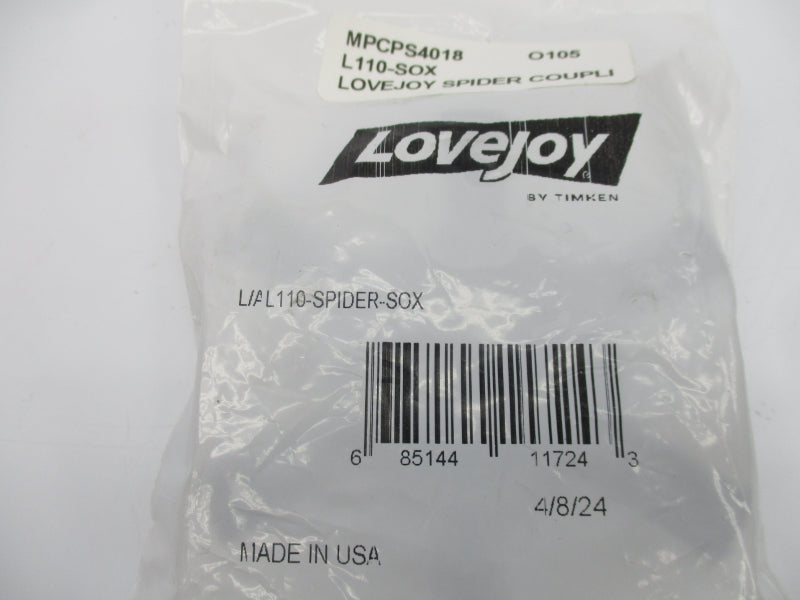 MPCPS4018 O105
L110-SOX
LOVEJOY SPIDER COUPLI
LOVEJOY
BY TIMKEN
L/AL110-SPIDER-SOX
6 85144 11724 3
4/8/24
MADE IN USA